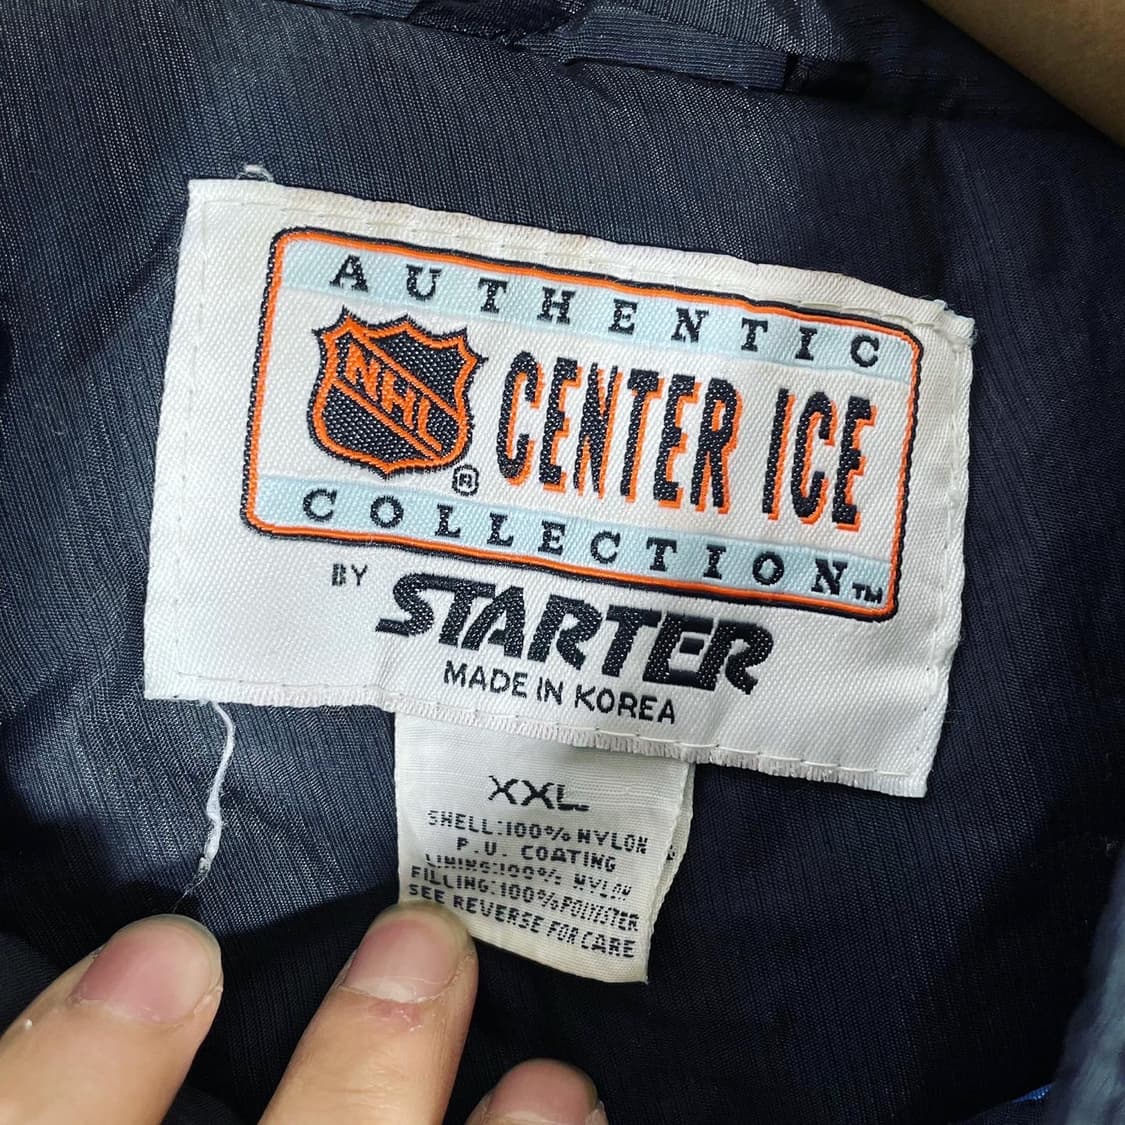 AUTHENTIC
NHL
®
CENTER ICE
COLLECTION™
BY STARTER
MADE IN KOREA
XXL
SHELL:100% NYLON
P.U. COATING
LINING:100% NYLON
FILLING:100% POLYESTER
SEE REVERSE FOR CARE